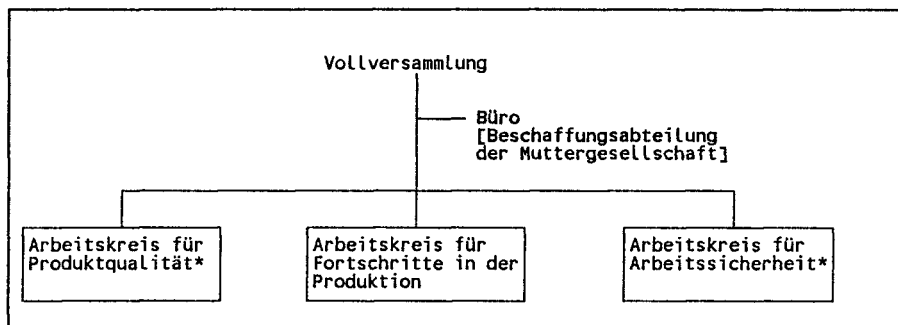 Vollversammlung
Büro
[Beschaffungsabteilung
der Muttergesellschaft]
Arbeitskreis für
Produktqualität*
Arbeitskreis für
Fortschritte in der
Produktion
Arbeitskreis für
Arbeitssicherheit*